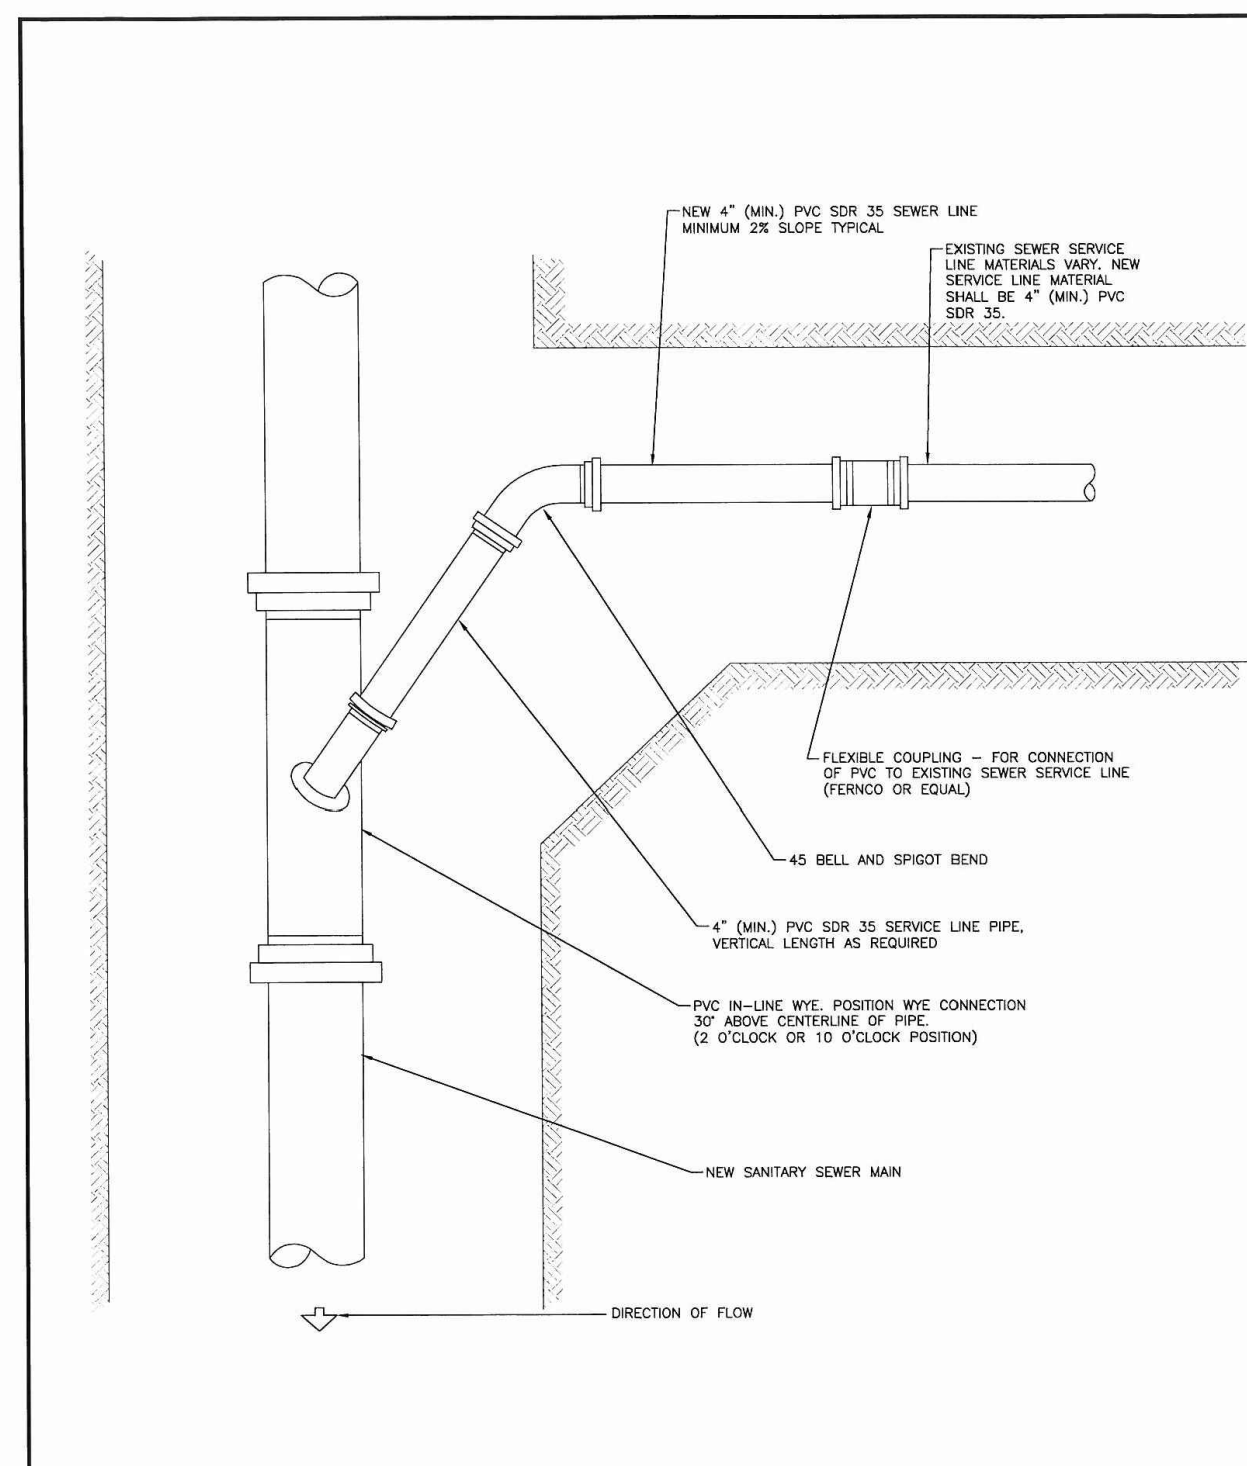 NEW 4" (MIN.) PVC SDR 35 SEWER LINE
MINIMUM 2% SLOPE TYPICAL
EXISTING SEWER SERVICE
LINE MATERIALS VARY. NEW
SERVICE LINE MATERIAL
SHALL BE 4" (MIN.) PVC
SDR 35.
FLEXIBLE COUPLING – FOR CONNECTION
OF PVC TO EXISTING SEWER SERVICE LINE
(FERNCO OR EQUAL)
45 BELL AND SPIGOT BEND
4" (MIN.) PVC SDR 35 SERVICE LINE PIPE,
VERTICAL LENGTH AS REQUIRED
PVC IN–LINE WYE. POSITION WYE CONNECTION
30° ABOVE CENTERLINE OF PIPE.
(2 O'CLOCK OR 10 O'CLOCK POSITION)
NEW SANITARY SEWER MAIN
DIRECTION OF FLOW